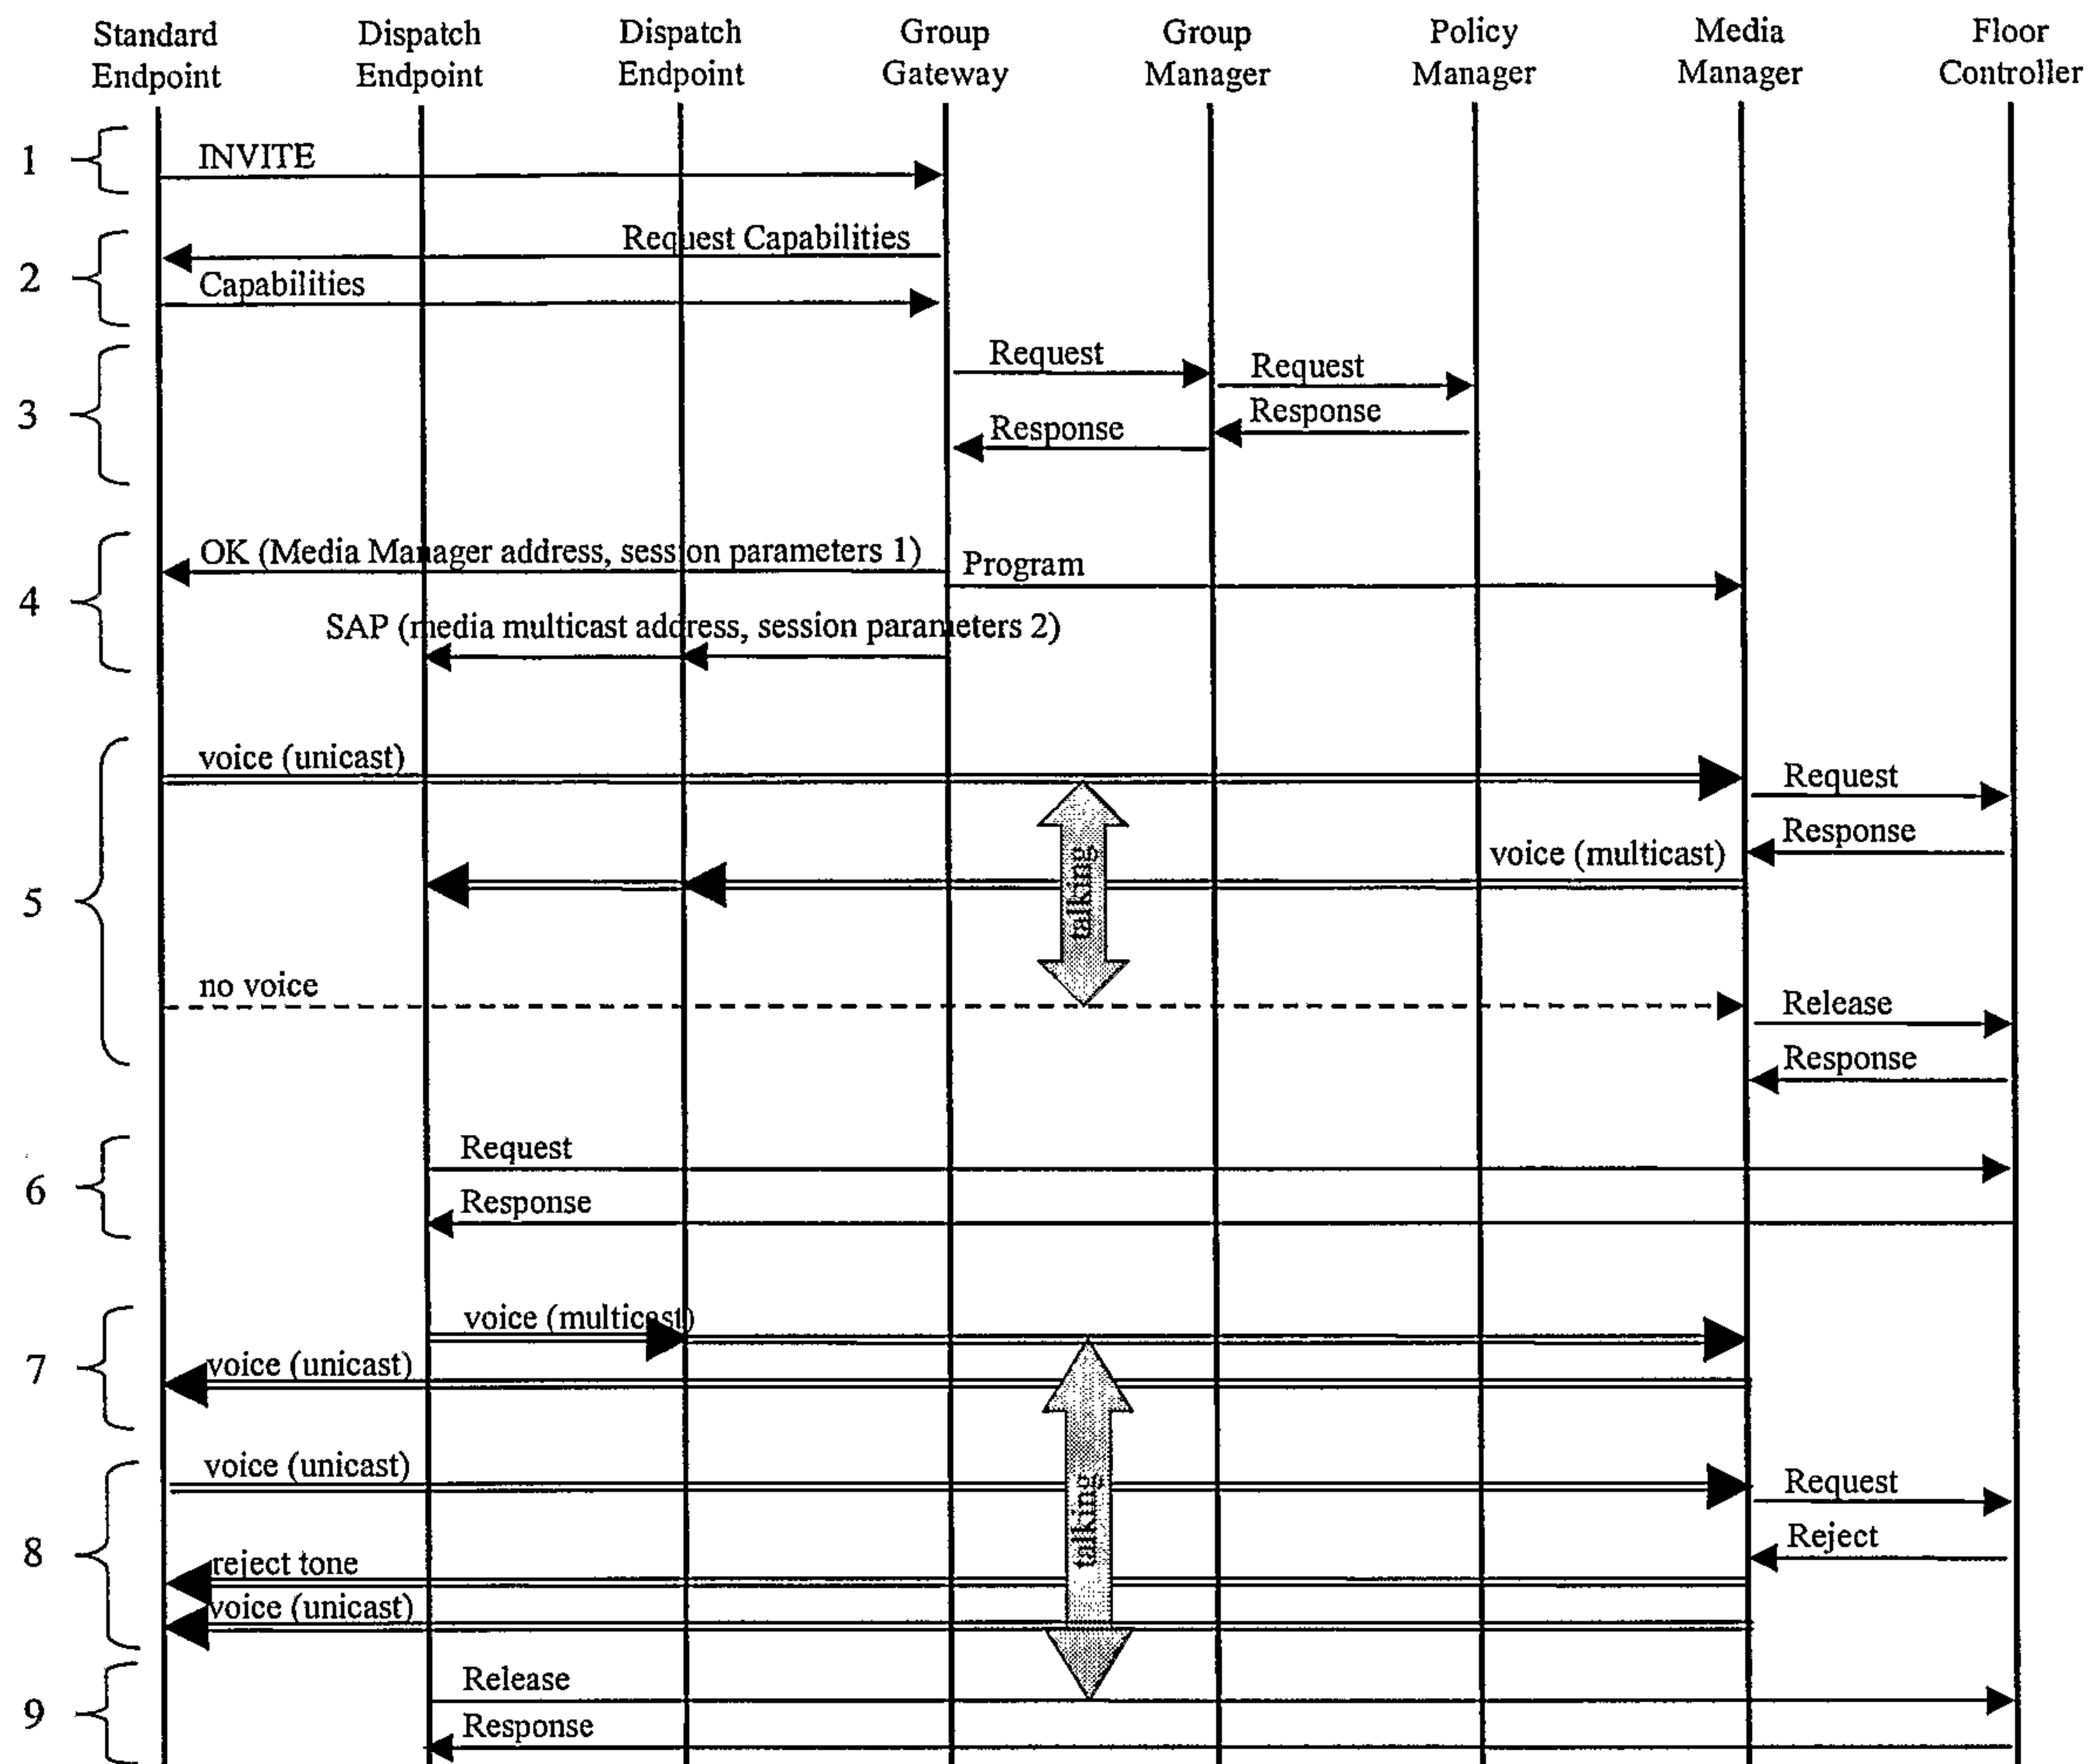 Standard Endpoint
Dispatch Endpoint
Dispatch Endpoint
Group Gateway
Group Manager
Policy Manager
Media Manager
Floor Controller
1
INVITE
2
Request Capabilities
Capabilities
3
Request
Request
Response
Response
4
OK (Media Manager address, session parameters 1)
Program
SAP (media multicast address, session parameters 2)
5
voice (unicast)
Request
Response
voice (multicast)
talking
no voice
Release
Response
6
Request
Response
7
voice (multicast)
voice (unicast)
8
voice (unicast)
Request
talking
Reject
reject tone
voice (unicast)
9
Release
Response